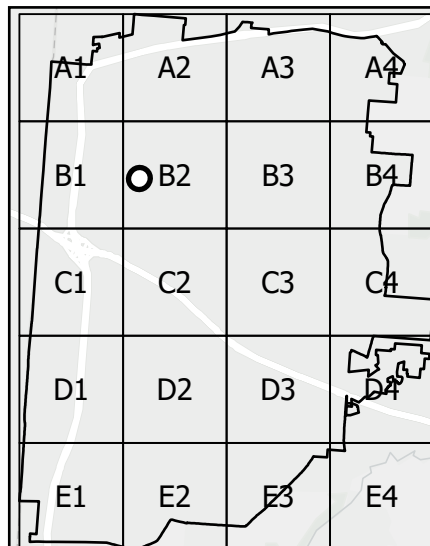 A1 A2 A3 A4
B1 B2 B3 B4
C1 C2 C3 C4
D1 D2 D3 D4
E1 E2 E3 E4